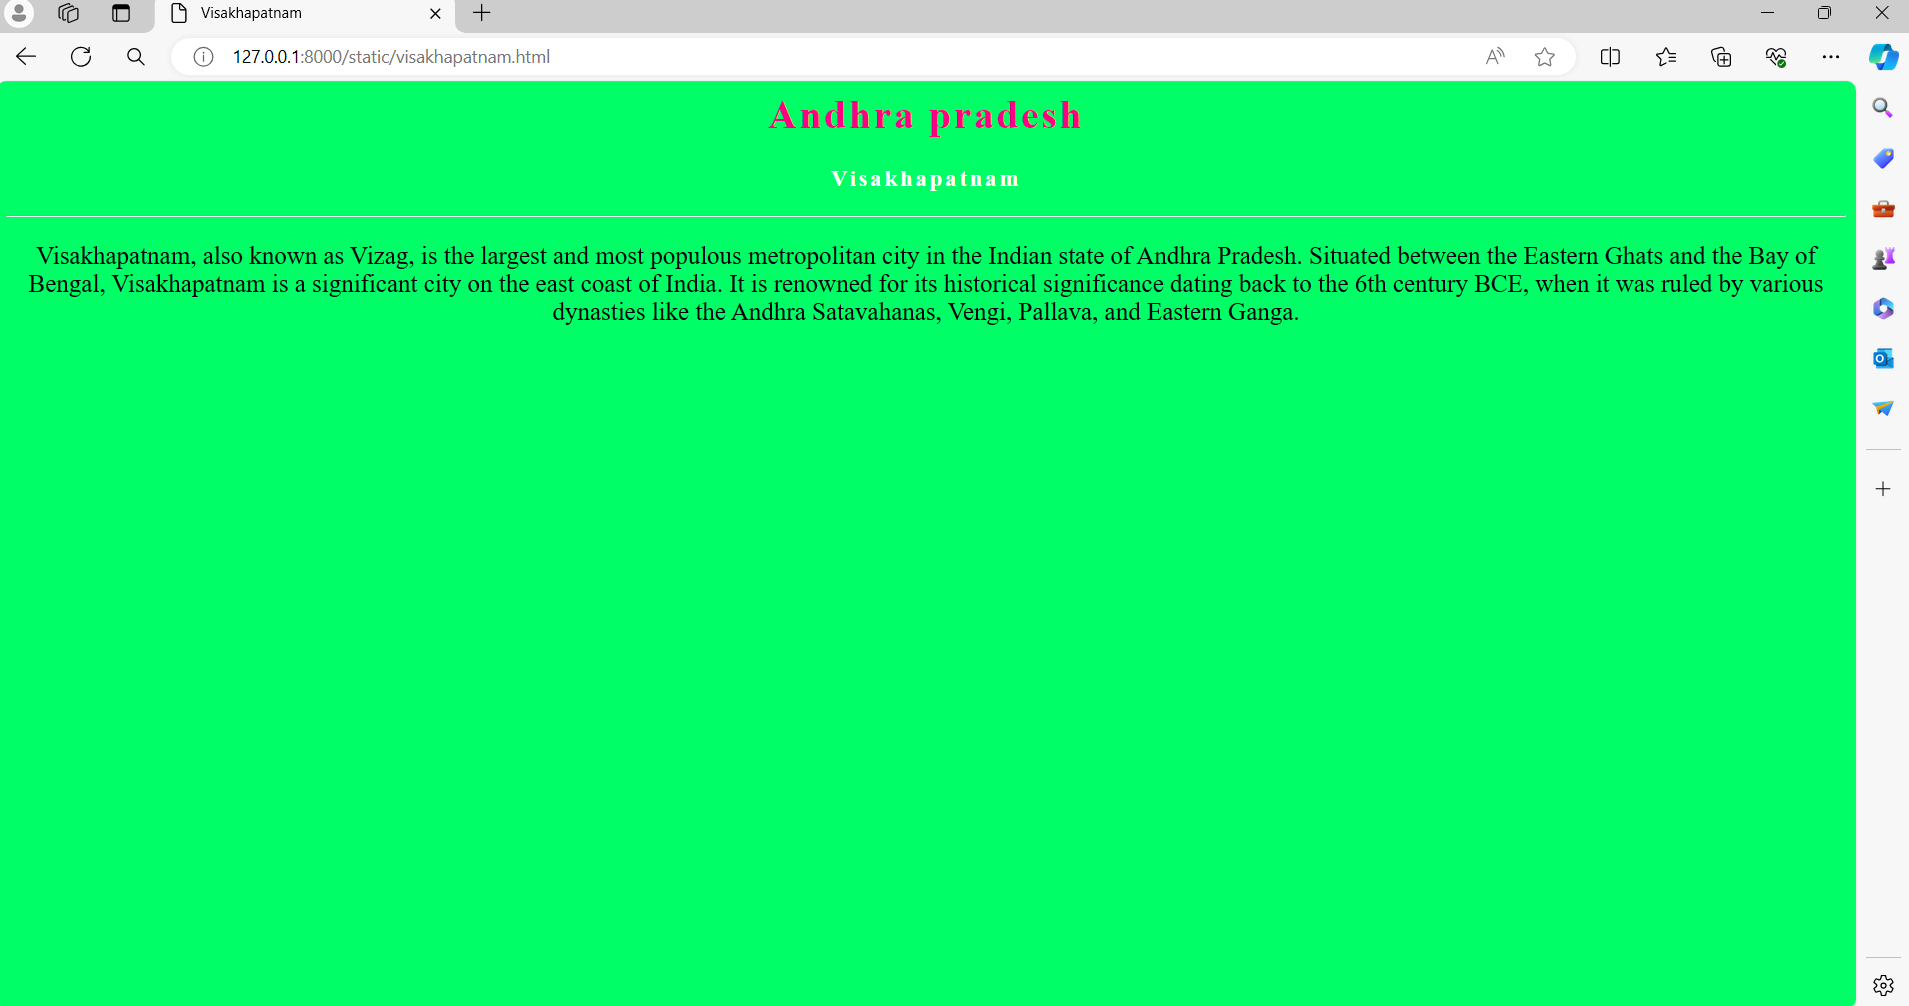 Visakhapatnam
127.0.0.1:8000/static/visakhapatnam.html
Andhra pradesh
Visakhapatnam
Visakhapatnam, also known as Vizag, is the largest and most populous metropolitan city in the Indian state of Andhra Pradesh. Situated between the Eastern Ghats and the Bay of
Bengal, Visakhapatnam is a significant city on the east coast of India. It is renowned for its historical significance dating back to the 6th century BCE, when it was ruled by various
dynasties like the Andhra Satavahanas, Vengi, Pallava, and Eastern Ganga.